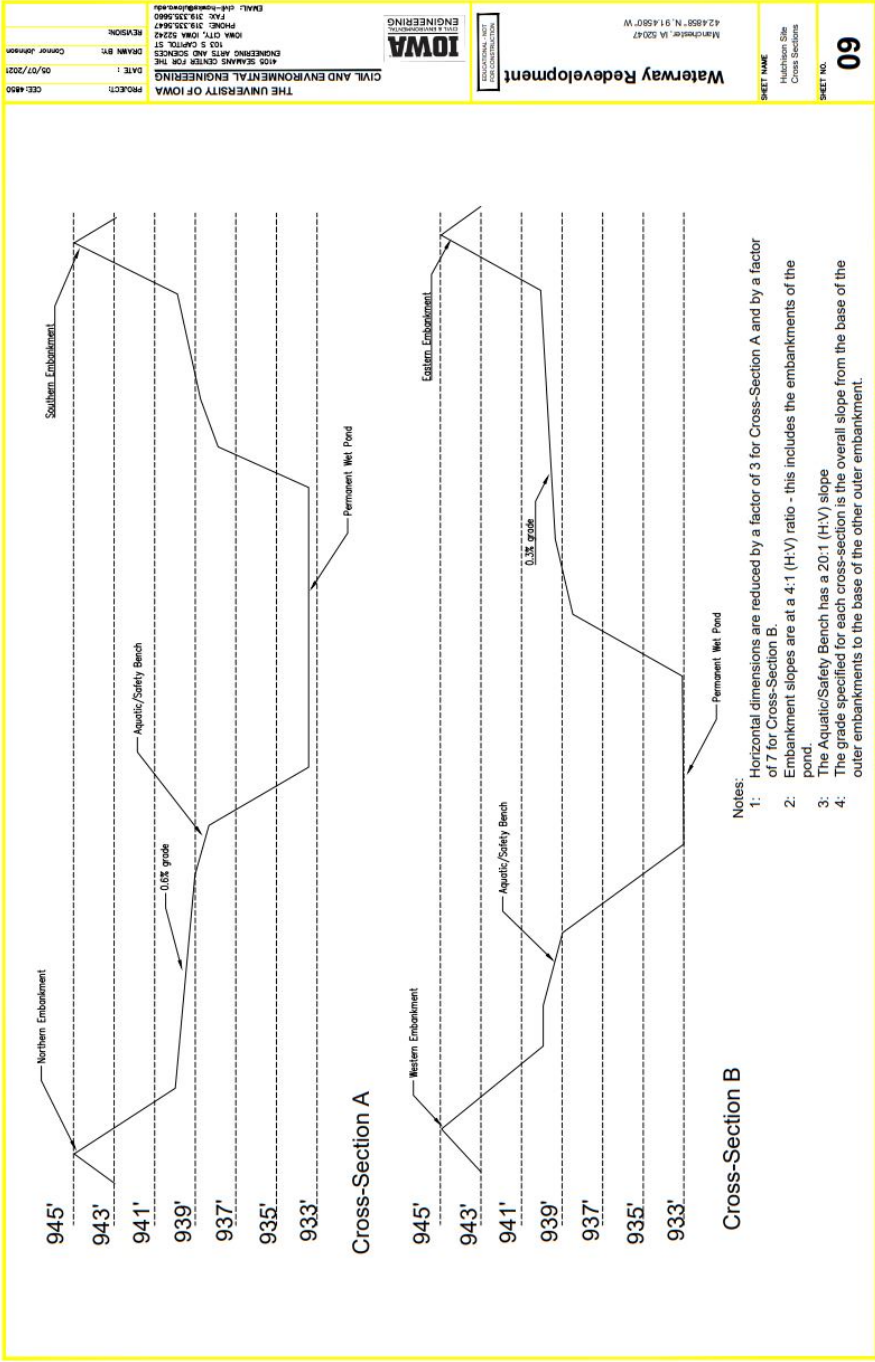 PROJECT: CEE:4850
DATE : 05/07/2021
DRAWN BY: Connor Johnson
REVISION:
THE UNIVERSITY OF IOWA
CIVIL AND ENVIRONMENTAL ENGINEERING
4105 SEAMANS CENTER FOR THE
ENGINEERING ARTS AND SCIENCES
103 S CAPITOL ST
IOWA CITY, IOWA 52242
PHONE: 319.335.5647
FAX: 319.335.5660
EMAIL: civil-hawks@uiowa.edu
IOWA
CIVIL & ENVIRONMENTAL
ENGINEERING
EDUCATIONAL - NOT
FOR CONSTRUCTION
Waterway Redevelopment
Manchester, IA, 52047
42.4858° N, 91.4580° W
SHEET NAME
Hutchison Site
Cross Sections
SHEET NO.
09
Northern Embankment
Southern Embankment
0.6% grade
Aquatic/Safety Bench
Permanent Wet Pond
945'
943'
941'
939'
937'
935'
933'
Cross-Section A
Western Embankment
Eastern Embankment
Aquatic/Safety Bench
0.3% grade
Permanent Wet Pond
945'
943'
941'
939'
937'
935'
933'
Cross-Section B
Notes:
1: Horizontal dimensions are reduced by a factor of 3 for Cross-Section A and by a factor
of 7 for Cross-Section B.
2: Embankment slopes are at a 4:1 (H:V) ratio - this includes the embankments of the
pond.
3: The Aquatic/Safety Bench has a 20:1 (H:V) slope
4: The grade specified for each cross-section is the overall slope from the base of the
outer embankments to the base of the other outer embankment.